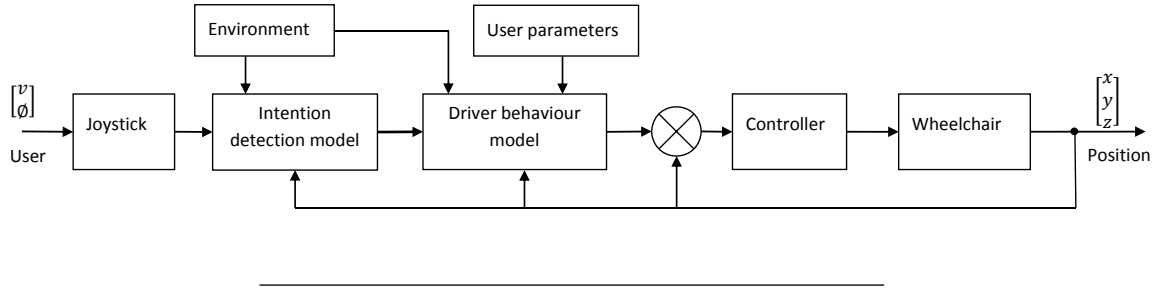 Environment
User parameters
[v
∅]
User
Joystick
Intention
detection model
Driver behaviour
model
Controller
Wheelchair
[x
y
z]
Position